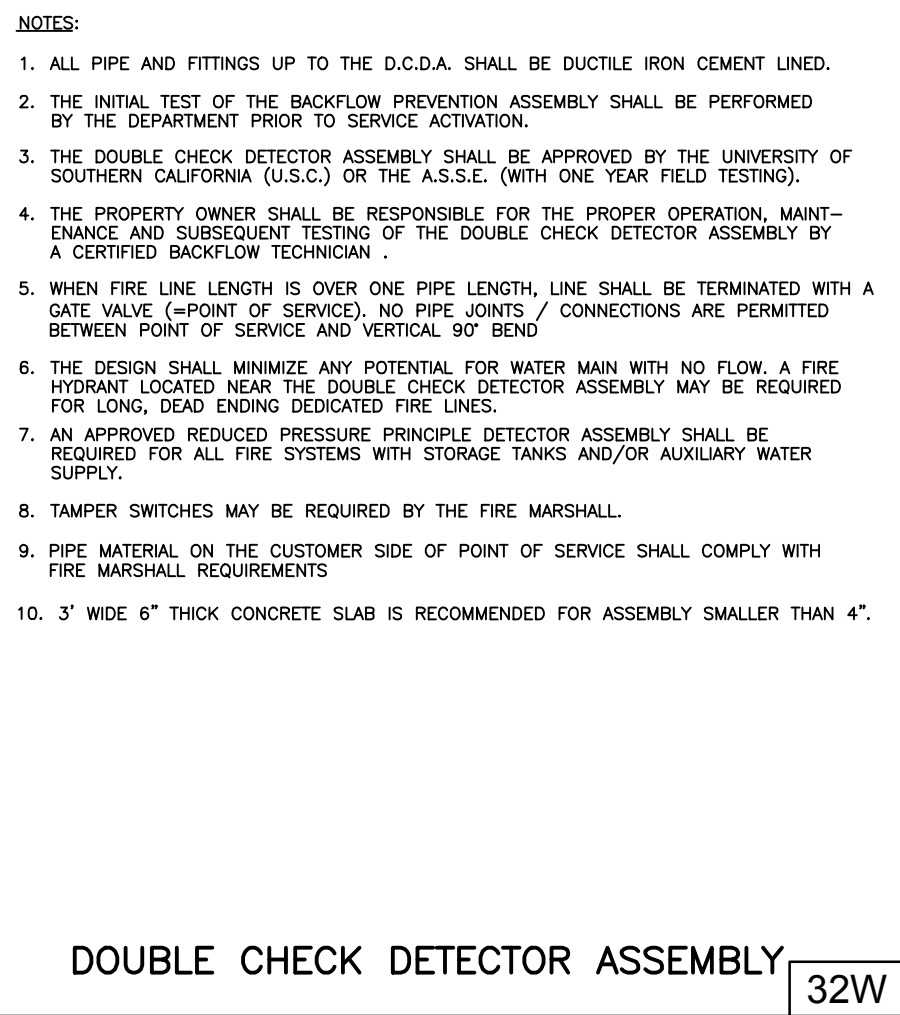 NOTES:
1. ALL PIPE AND FITTINGS UP TO THE D.C.D.A. SHALL BE DUCTILE IRON CEMENT LINED.
2. THE INITIAL TEST OF THE BACKFLOW PREVENTION ASSEMBLY SHALL BE PERFORMED
BY THE DEPARTMENT PRIOR TO SERVICE ACTIVATION.
3. THE DOUBLE CHECK DETECTOR ASSEMBLY SHALL BE APPROVED BY THE UNIVERSITY OF
SOUTHERN CALIFORNIA (U.S.C.) OR THE A.S.S.E. (WITH ONE YEAR FIELD TESTING).
4. THE PROPERTY OWNER SHALL BE RESPONSIBLE FOR THE PROPER OPERATION, MAINT-
ENANCE AND SUBSEQUENT TESTING OF THE DOUBLE CHECK DETECTOR ASSEMBLY BY
A CERTIFIED BACKFLOW TECHNICIAN .
5. WHEN FIRE LINE LENGTH IS OVER ONE PIPE LENGTH, LINE SHALL BE TERMINATED WITH A
GATE VALVE (=POINT OF SERVICE). NO PIPE JOINTS / CONNECTIONS ARE PERMITTED
BETWEEN POINT OF SERVICE AND VERTICAL 90° BEND
6. THE DESIGN SHALL MINIMIZE ANY POTENTIAL FOR WATER MAIN WITH NO FLOW. A FIRE
HYDRANT LOCATED NEAR THE DOUBLE CHECK DETECTOR ASSEMBLY MAY BE REQUIRED
FOR LONG, DEAD ENDING DEDICATED FIRE LINES.
7. AN APPROVED REDUCED PRESSURE PRINCIPLE DETECTOR ASSEMBLY SHALL BE
REQUIRED FOR ALL FIRE SYSTEMS WITH STORAGE TANKS AND/OR AUXILIARY WATER
SUPPLY.
8. TAMPER SWITCHES MAY BE REQUIRED BY THE FIRE MARSHALL.
9. PIPE MATERIAL ON THE CUSTOMER SIDE OF POINT OF SERVICE SHALL COMPLY WITH
FIRE MARSHALL REQUIREMENTS
10. 3' WIDE 6" THICK CONCRETE SLAB IS RECOMMENDED FOR ASSEMBLY SMALLER THAN 4".
DOUBLE CHECK DETECTOR ASSEMBLY
32W